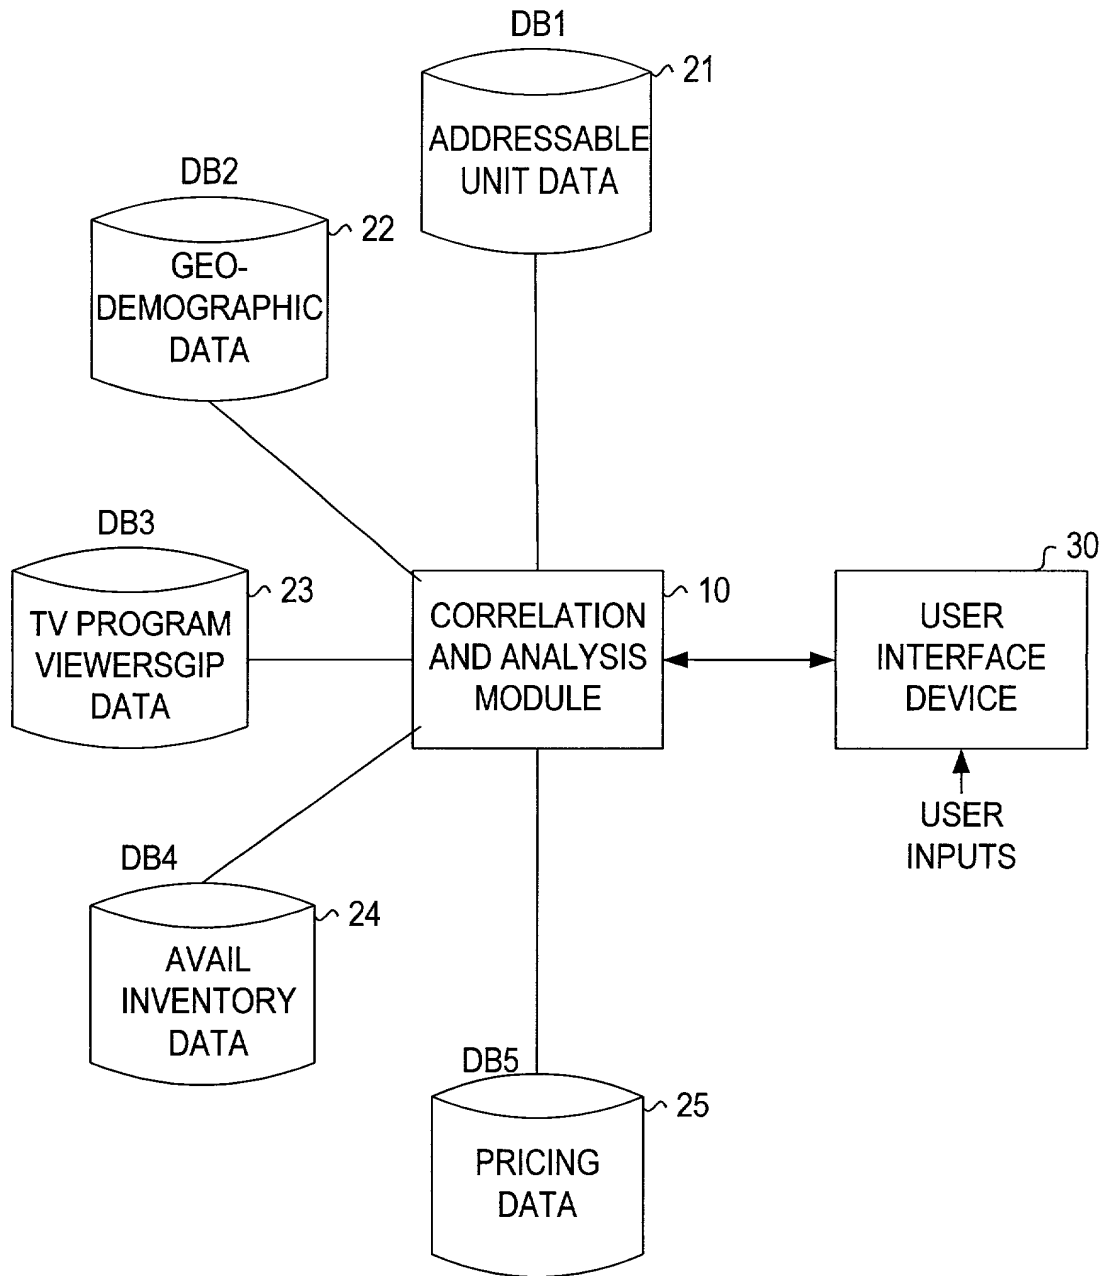 DB1
21
ADDRESSABLE
UNIT DATA
DB2
22
GEO-
DEMOGRAPHIC
DATA
DB3
23
TV PROGRAM
VIEWERSGIP
DATA
10
CORRELATION
AND ANALYSIS
MODULE
30
USER
INTERFACE
DEVICE
USER
INPUTS
DB4
24
AVAIL
INVENTORY
DATA
DB5
25
PRICING
DATA